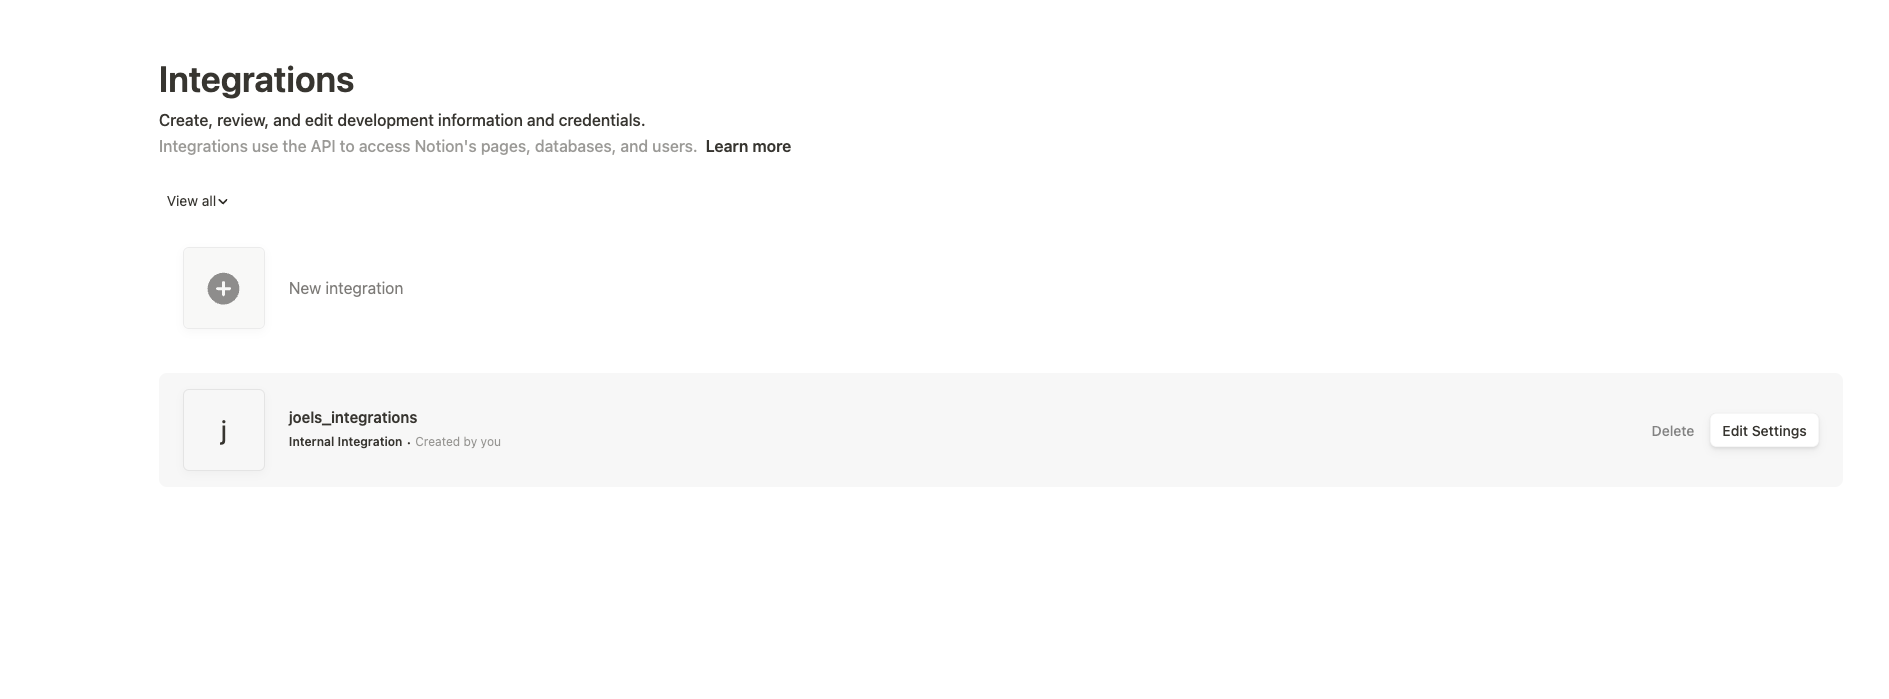 Integrations
Create, review, and edit development information and credentials.
Integrations use the API to access Notion's pages, databases, and users. Learn more
View all
New integration
j
joels_integrations
Internal Integration • Created by you
Delete
Edit Settings